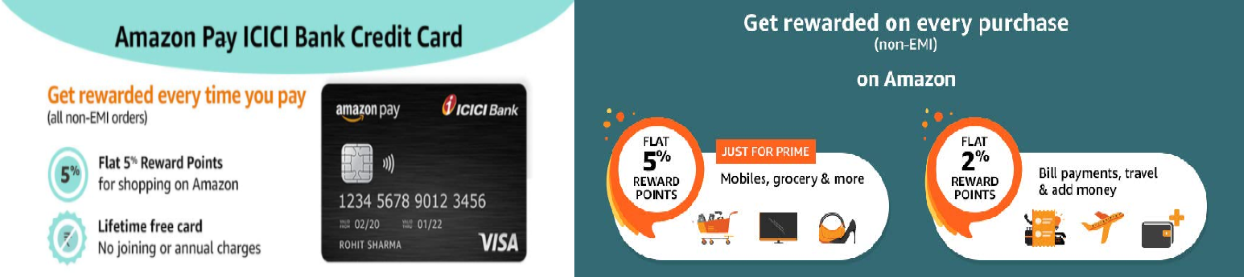 Amazon Pay ICICI Bank Credit Card
Get rewarded every time you pay
(all non-EMI orders)
5%
Flat 5% Reward Points
for shopping on Amazon
Lifetime free card
No joining or annual charges
amazon pay
ICICI Bank
1234 5678 9012 3456
02/20 01/22
ROHIT SHARMA
VISA
Get rewarded on every purchase
(non-EMI)
on Amazon
FLAT
5%
REWARD
POINTS
JUST FOR PRIME
Mobiles, grocery & more
FLAT
2%
REWARD
POINTS
Bill payments, travel
& add money